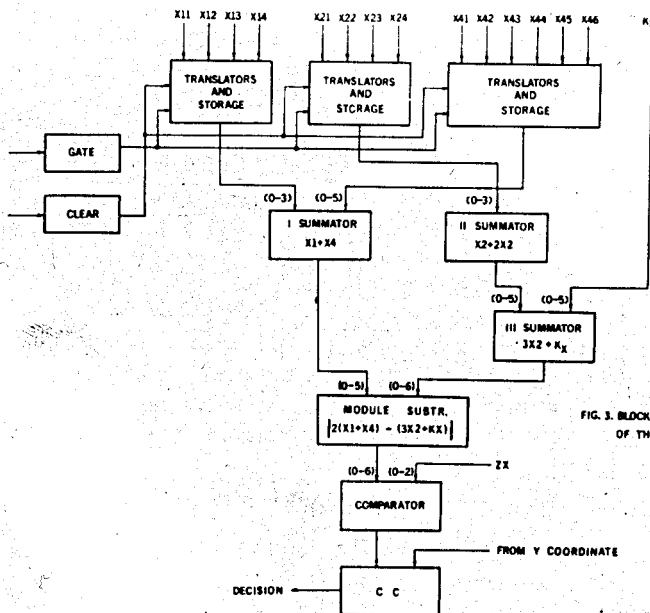 X11 X12 X13 X14 X21 X22 X23 X24 X41 X42 X43 X44 X45 X46 K
TRANSLATORS
AND
STORAGE
TRANSLATORS
AND
STORAGE
TRANSLATORS
AND
STORAGE
GATE
CLEAR
(0-3) (0-5) (0-3)
I SUMMATOR
X1+X4
II SUMMATOR
X2+2X2
(0-5) (0-5)
III SUMMATOR
3X2 + KX
(0-5) (0-6)
MODULE SUBTR.
|2(X1+X4) - (3X2+KX)|
FIG. 3. BLOCK
OF TH
(0-6) (0-2) ZX
COMPARATOR
FROM Y COORDINATE
DECISION
C C